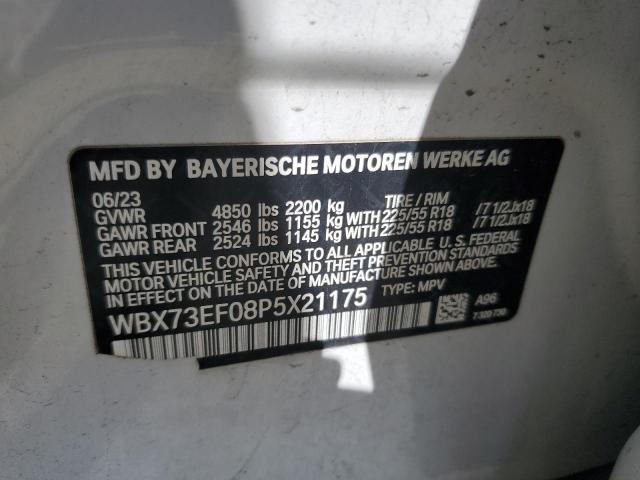 MFD BY BAYERISCHE MOTOREN WERKE AG
06/23 TIRE / RIM
GVWR 4850 lbs 2200 kg
GAWR FRONT 2546 lbs 1155 kg WITH 225/55 R18 / 7 1/2Jx18
GAWR REAR 2524 lbs 1145 kg WITH 225/55 R18 / 7 1/2Jx18
THIS VEHICLE CONFORMS TO ALL APPLICABLE U.S. FEDERAL
MOTOR VEHICLE SAFETY AND THEFT PREVENTION STANDARDS
IN EFFECT ON THE DATE OF MANUFACTURE SHOWN ABOVE.
WBX73EF08P5X21175 TYPE: MPV A96
7 320 730